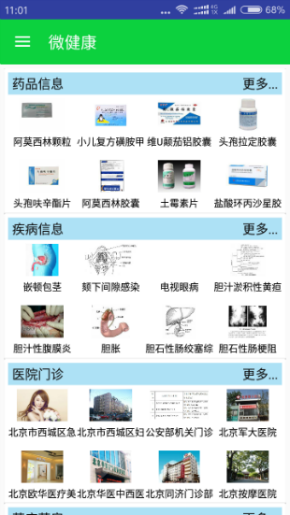 11:01
68%
微健康
药品信息 更多...
阿莫西林颗粒 小儿复方磺胺甲 维U颠茄铝胶囊 头孢拉定胶囊
头孢呋辛酯片 阿莫西林胶囊 土霉素片 盐酸环丙沙星胶
疾病信息 更多...
嵌顿包茎 颏下间隙感染 电视眼病 胆汁淤积性黄疸
胆汁性腹膜炎 胆胀 胆石性肠绞塞综 胆石性肠梗阻
医院门诊 更多...
北京市西城区急 北京市西城区妇 公安部机关门诊 北京军大医院
北京欧华医疗美 北京华医中西医 北京同济门诊部 北京按摩医院